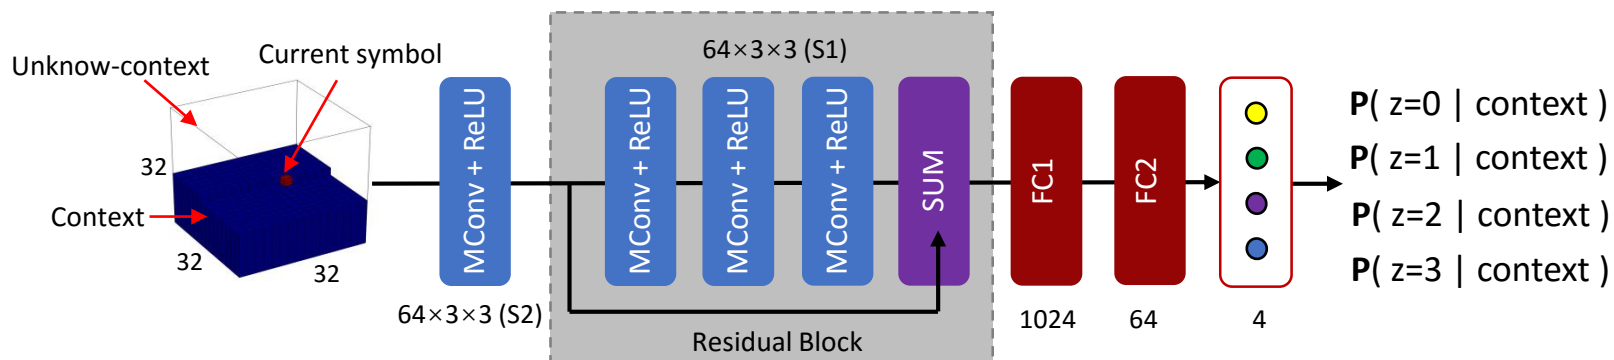 Unknow-context
Current symbol
32
Context
32
32
MConv + ReLU
64×3×3 (S2)
64×3×3 (S1)
MConv + ReLU
MConv + ReLU
MConv + ReLU
SUM
Residual Block
FC1
1024
FC2
64
4
P( z=0 | context )
P( z=1 | context )
P( z=2 | context )
P( z=3 | context )